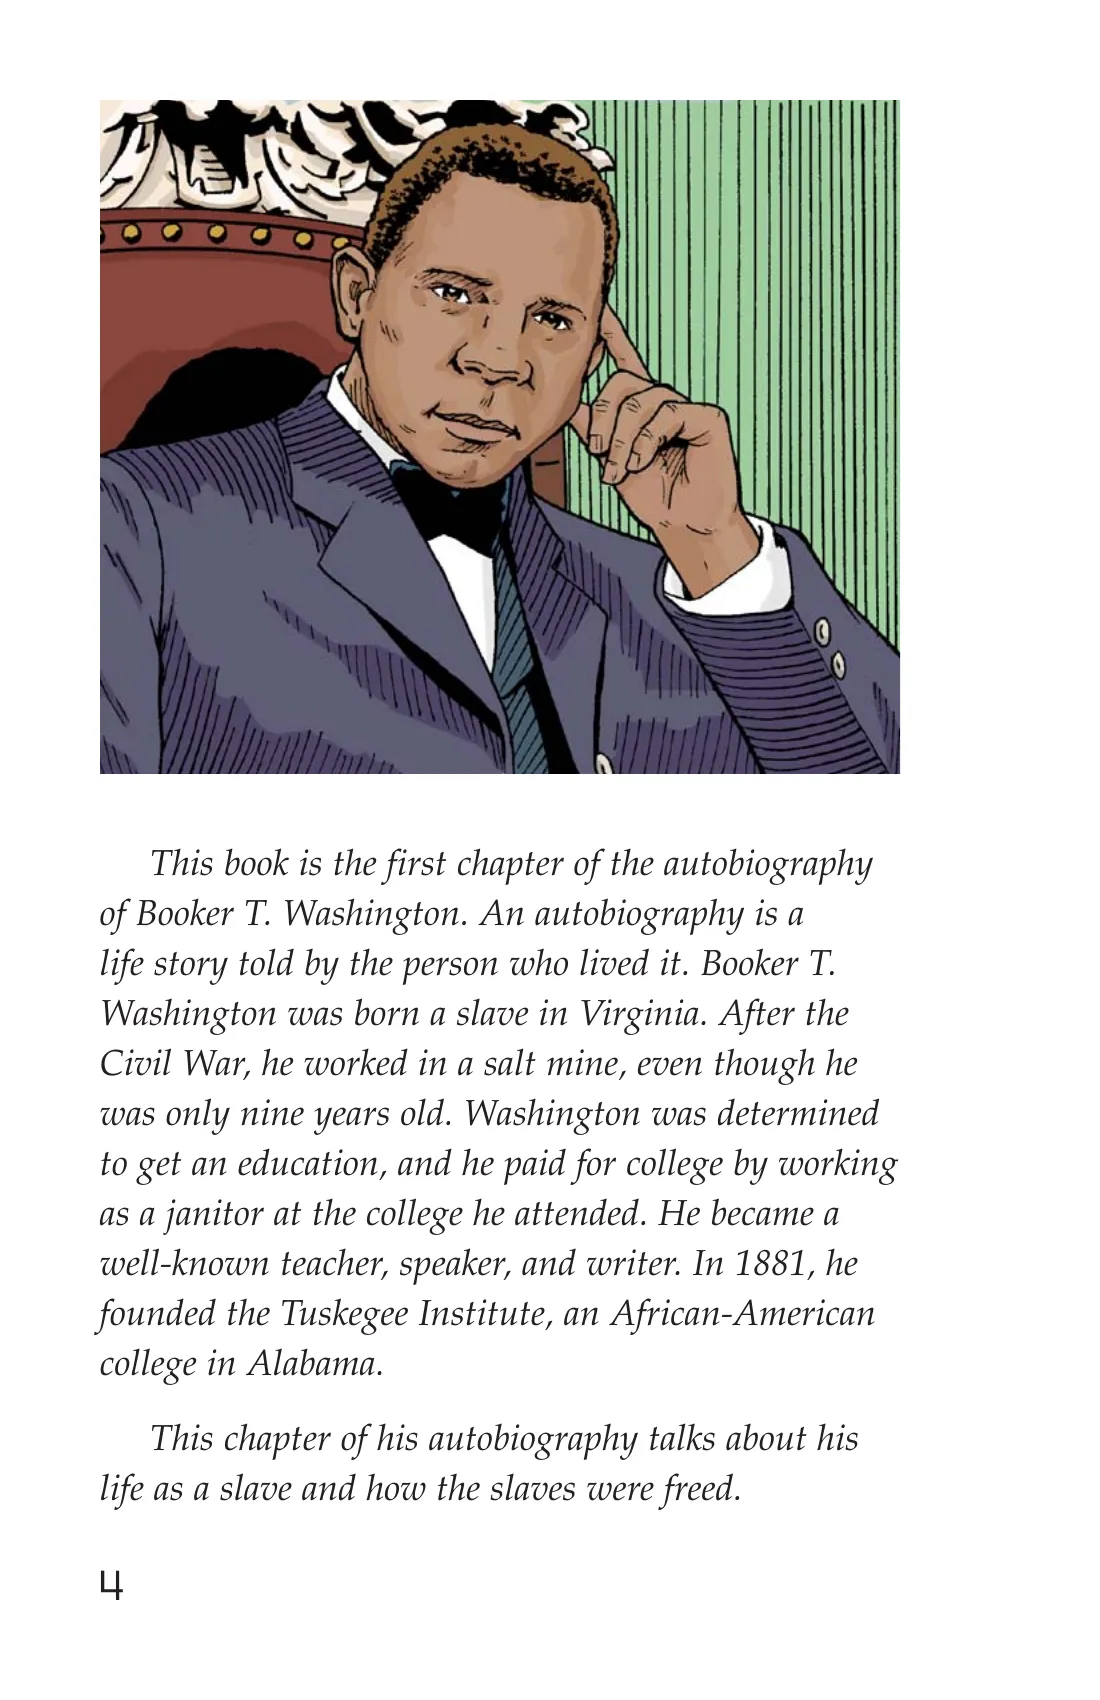 This book is the first chapter of the autobiography
of Booker T. Washington. An autobiography is a
life story told by the person who lived it. Booker T.
Washington was born a slave in Virginia. After the
Civil War, he worked in a salt mine, even though he
was only nine years old. Washington was determined
to get an education, and he paid for college by working
as a janitor at the college he attended. He became a
well-known teacher, speaker, and writer. In 1881, he
founded the Tuskegee Institute, an African-American
college in Alabama.
This chapter of his autobiography talks about his
life as a slave and how the slaves were freed.
4